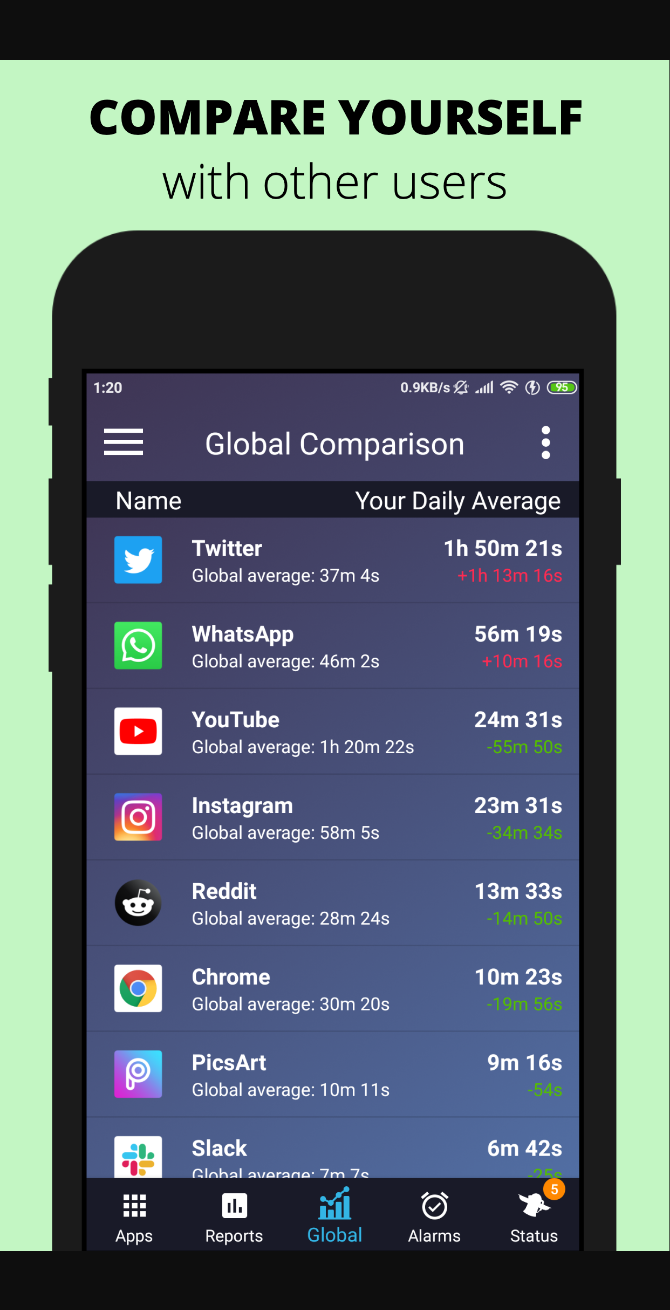 COMPARE YOURSELF
with other users
1:20 0.9KB/s 95
Global Comparison
Name Your Daily Average
Twitter 1h 50m 21s
Global average: 37m 4s +1h 13m 16s
WhatsApp 56m 19s
Global average: 46m 2s +10m 16s
YouTube 24m 31s
Global average: 1h 20m 22s -55m 50s
Instagram 23m 31s
Global average: 58m 5s -34m 34s
Reddit 13m 33s
Global average: 28m 24s -14m 50s
Chrome 10m 23s
Global average: 30m 20s -19m 56s
PicsArt 9m 16s
Global average: 10m 11s -54s
Slack 6m 42s
Global average: 7m 7s -25s
5
Apps Reports Global Alarms Status